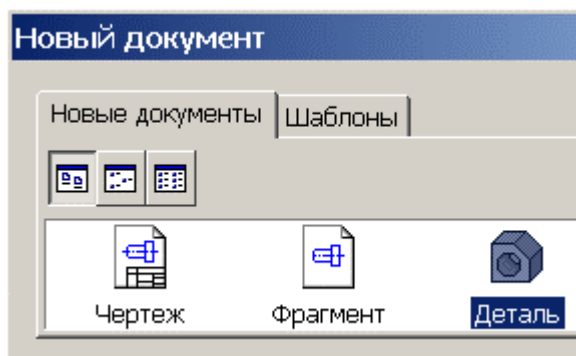 Новый документ
Новые документы Шаблоны
Чертеж Фрагмент Деталь